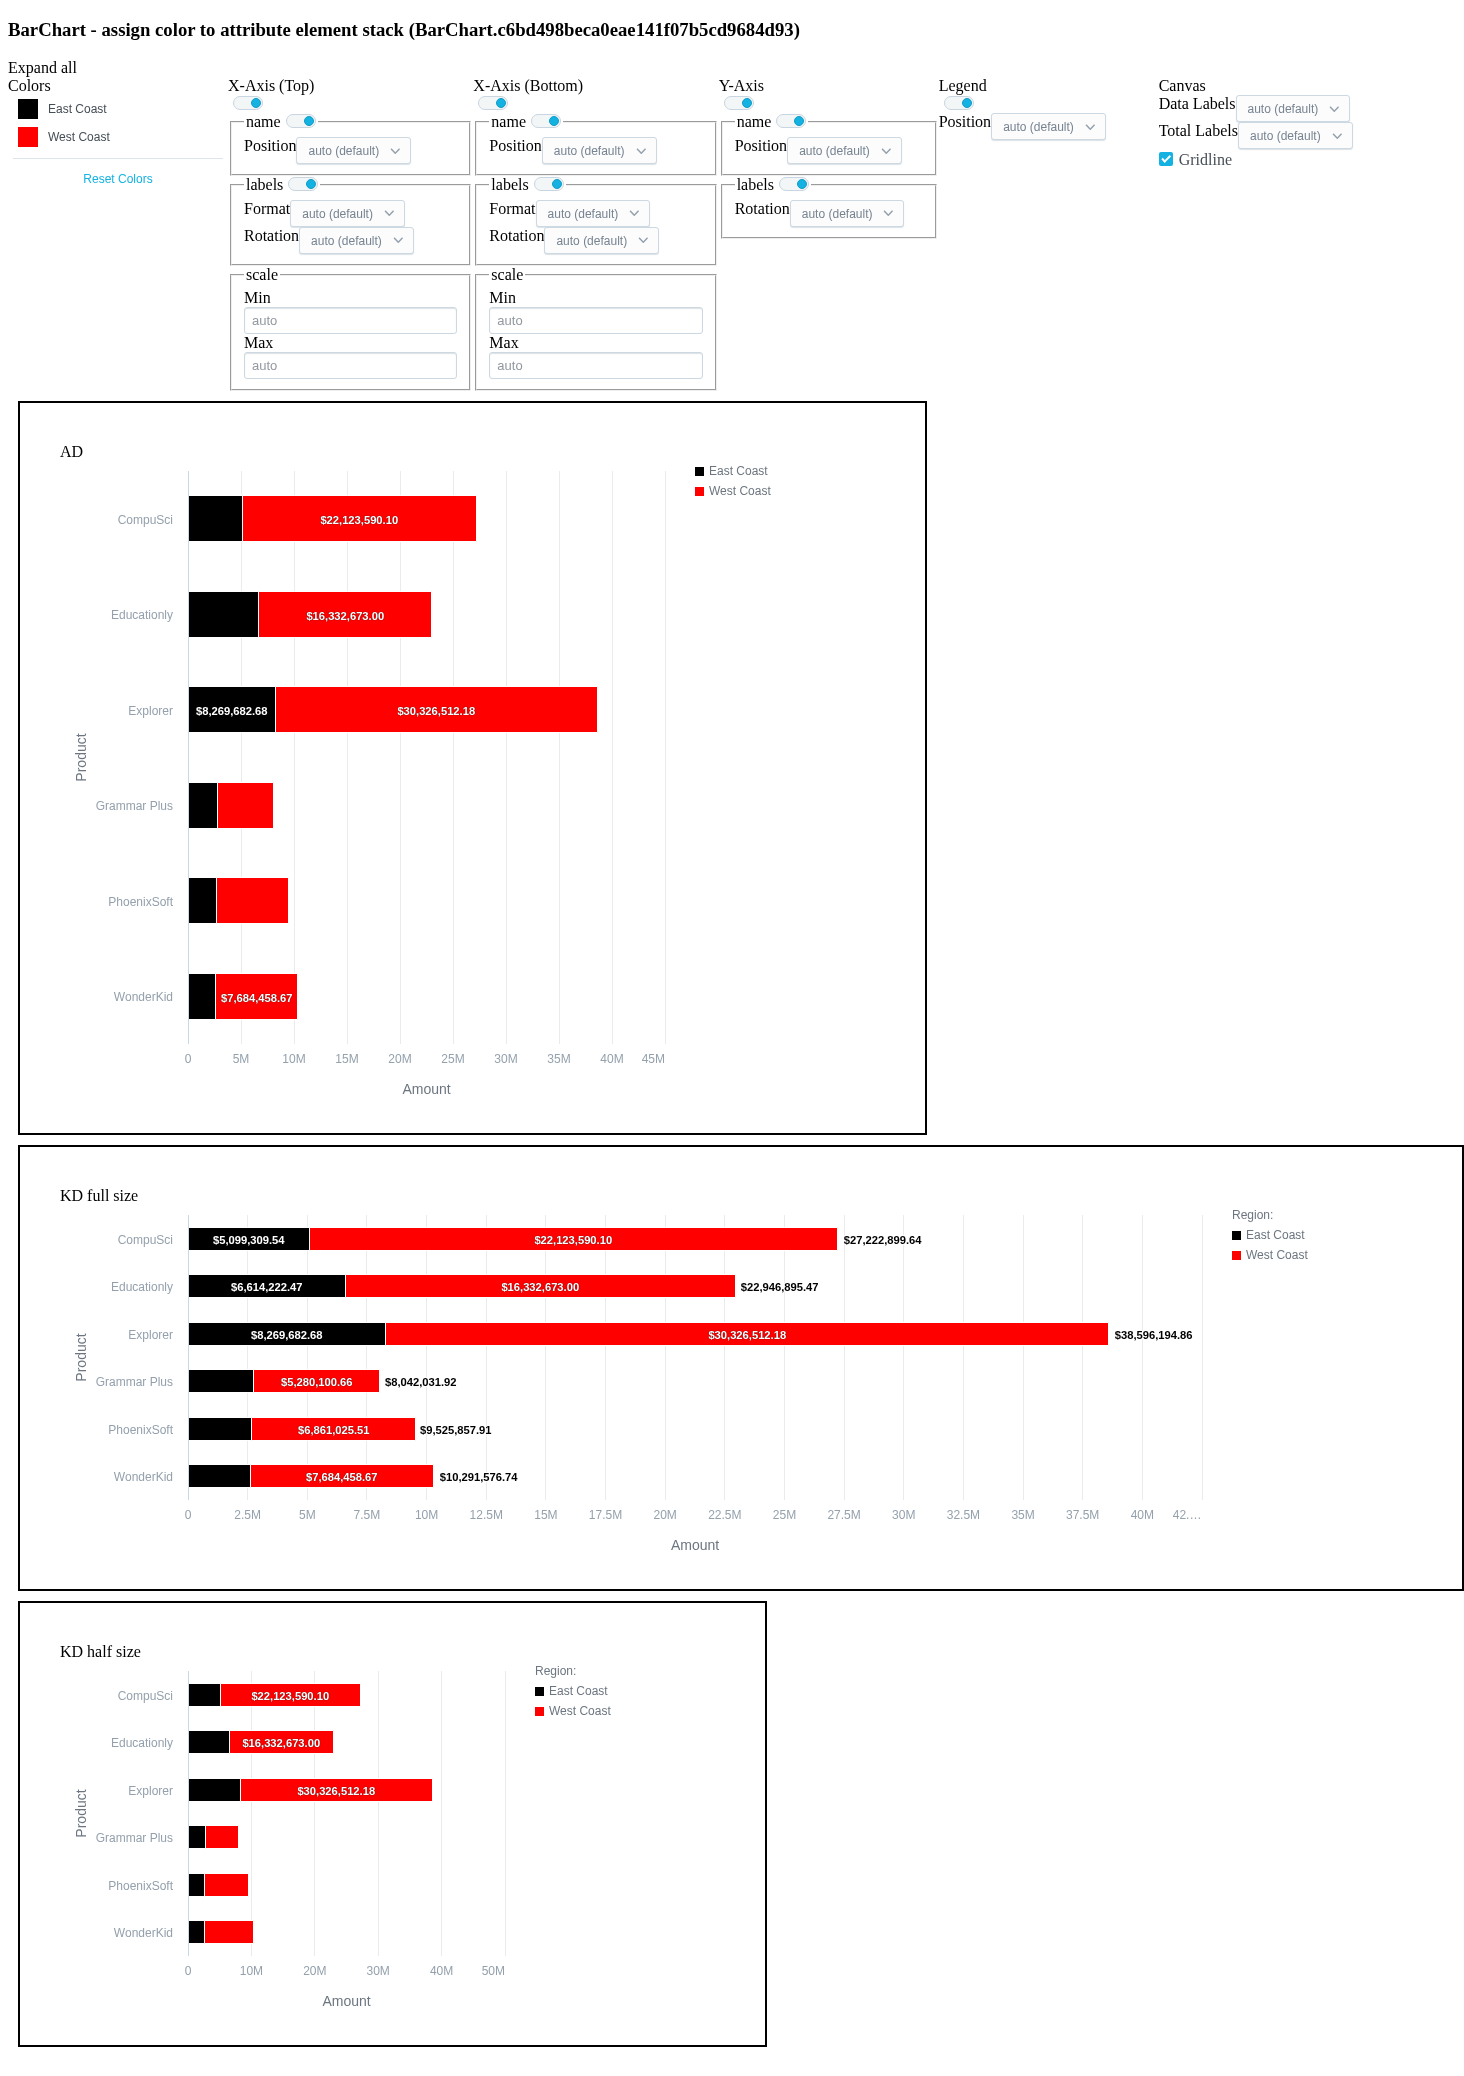 BarChart - assign color to attribute element stack (BarChart.c6bd498beca0eae141f07b5cd9684d93)
Expand all
Colors
East Coast
West Coast
Reset Colors
X-Axis (Top)
name
Position auto (default)
labels
Format auto (default)
Rotation auto (default)
scale
Min
auto
Max
auto
X-Axis (Bottom)
name
Position auto (default)
labels
Format auto (default)
Rotation auto (default)
scale
Min
auto
Max
auto
Y-Axis
name
Position auto (default)
labels
Rotation auto (default)
Legend
Position auto (default)
Canvas
Data Labels auto (default)
Total Labels auto (default)
Gridline
AD
East Coast
West Coast
Product
CompuSci $22,123,590.10
Educationly $16,332,673.00
Explorer $8,269,682.68 $30,326,512.18
Grammar Plus
PhoenixSoft
WonderKid $7,684,458.67
0 5M 10M 15M 20M 25M 30M 35M 40M 45M
Amount
KD full size
Region:
East Coast
West Coast
Product
CompuSci $5,099,309.54 $22,123,590.10 $27,222,899.64
Educationly $6,614,222.47 $16,332,673.00 $22,946,895.47
Explorer $8,269,682.68 $30,326,512.18 $38,596,194.86
Grammar Plus $5,280,100.66 $8,042,031.92
PhoenixSoft $6,861,025.51 $9,525,857.91
WonderKid $7,684,458.67 $10,291,576.74
0 2.5M 5M 7.5M 10M 12.5M 15M 17.5M 20M 22.5M 25M 27.5M 30M 32.5M 35M 37.5M 40M 42.…
Amount
KD half size
Region:
East Coast
West Coast
Product
CompuSci $22,123,590.10
Educationly $16,332,673.00
Explorer $30,326,512.18
Grammar Plus
PhoenixSoft
WonderKid
0 10M 20M 30M 40M 50M
Amount